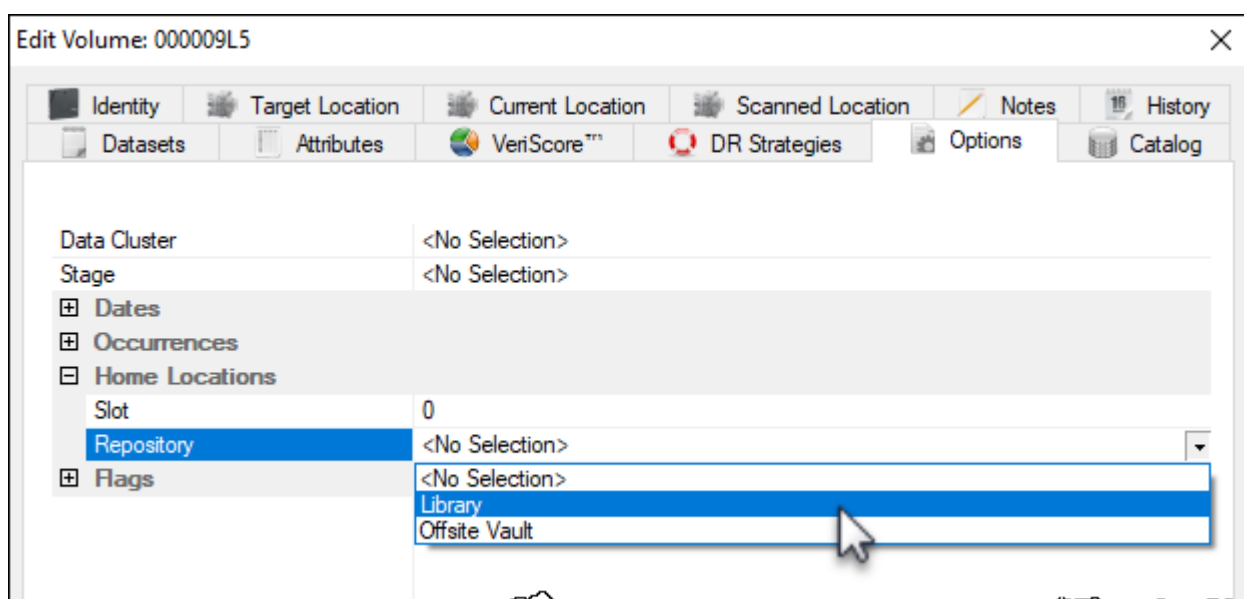 Edit Volume: 000009L5
Identity Target Location Current Location Scanned Location Notes 16 History
Datasets Attributes VeriScore™ DR Strategies Options Catalog
Data Cluster <No Selection>
Stage <No Selection>
Dates
Occurrences
Home Locations
Slot 0
Repository <No Selection>
Flags <No Selection>
Library
Offsite Vault